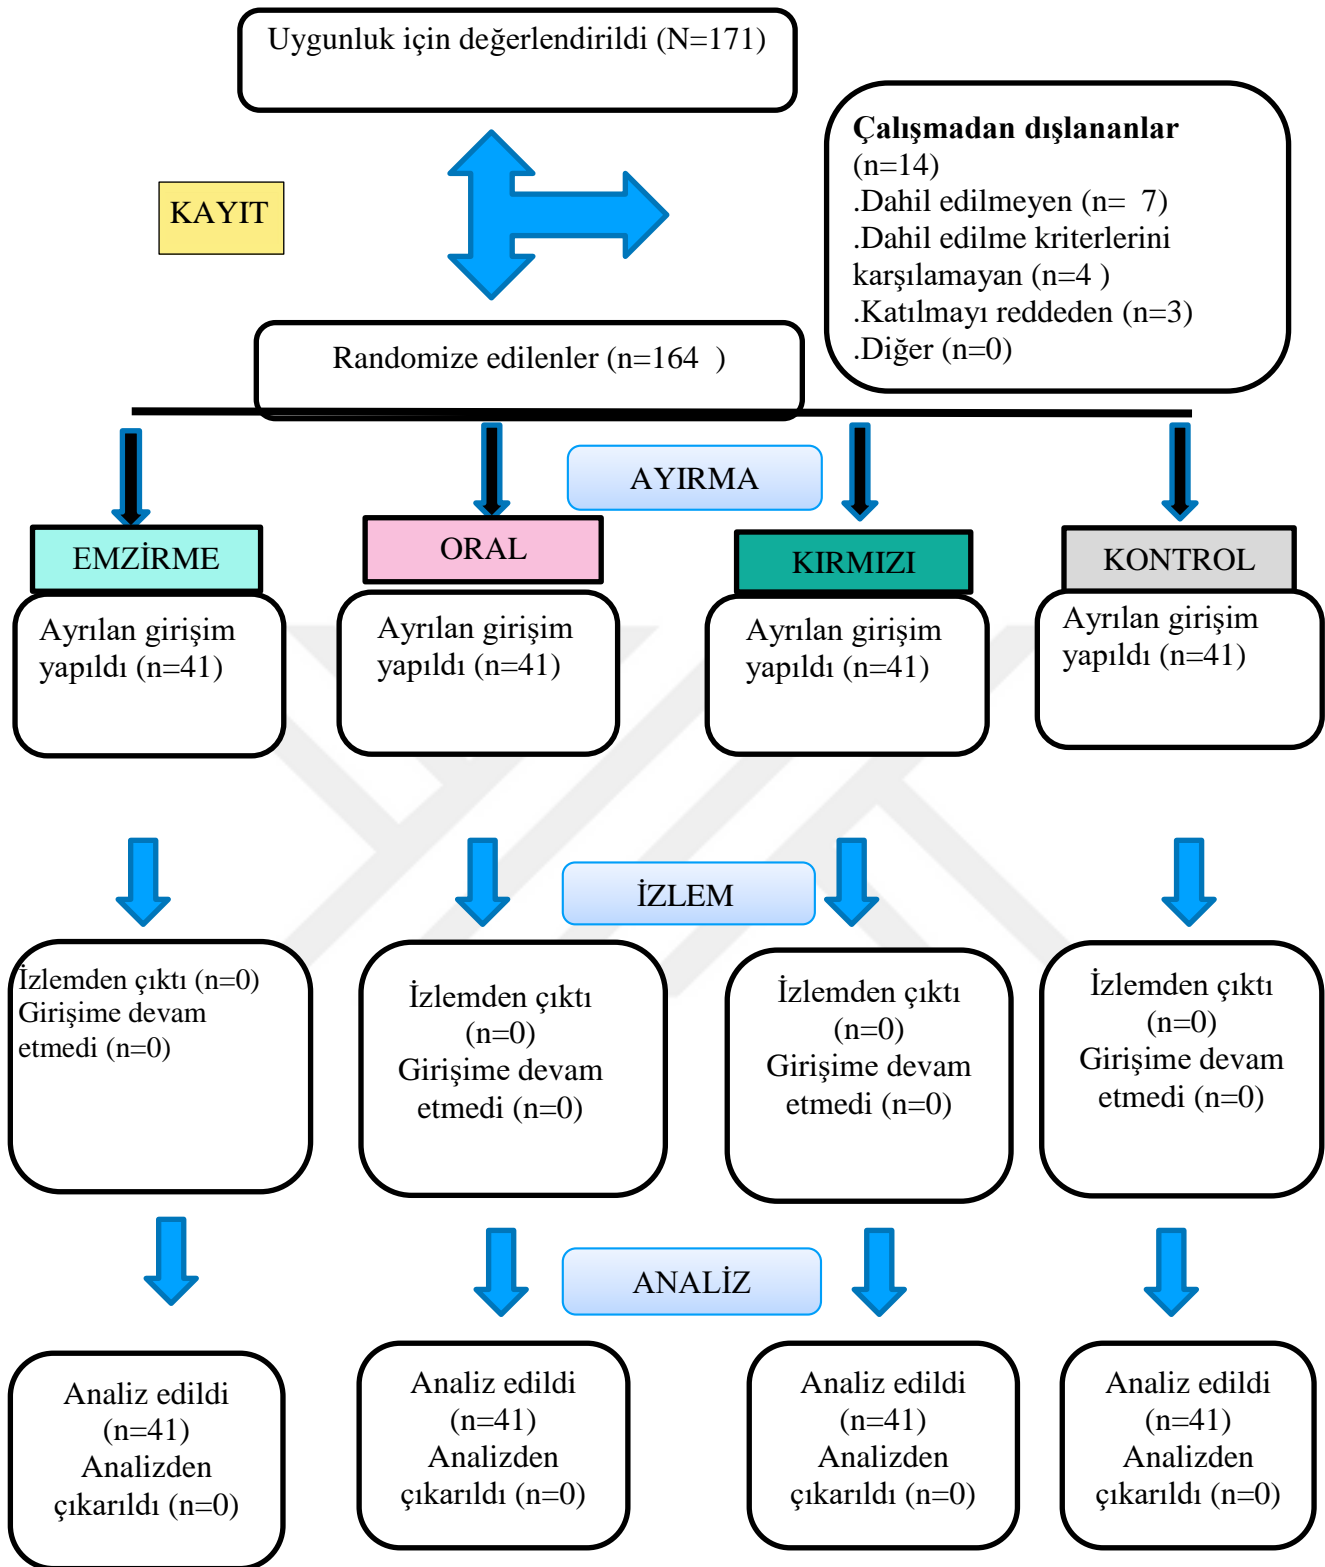 Uygunluk için değerlendirildi (N=171)
Çalışmadan dışlananlar
(n=14)
.Dahil edilmeyen (n=  7)
.Dahil edilme kriterlerini
karşılamayan (n=4 )
.Katılmayı reddeden (n=3)
.Diğer (n=0)
KAYIT
Randomize edilenler (n=164  )
AYIRMA
EMZİRME
ORAL
KIRMIZI
KONTROL
Ayrılan girişim
yapıldı (n=41)
Ayrılan girişim
yapıldı (n=41)
Ayrılan girişim
yapıldı (n=41)
Ayrılan girişim
yapıldı (n=41)
İZLEM
İzlemden çıktı (n=0)
Girişime devam
etmedi (n=0)
İzlemden çıktı
(n=0)
Girişime devam
etmedi (n=0)
İzlemden çıktı
(n=0)
Girişime devam
etmedi (n=0)
İzlemden çıktı
(n=0)
Girişime devam
etmedi (n=0)
ANALİZ
Analiz edildi
(n=41)
Analizden
çıkarıldı (n=0)
Analiz edildi
(n=41)
Analizden
çıkarıldı (n=0)
Analiz edildi
(n=41)
Analizden
çıkarıldı (n=0)
Analiz edildi
(n=41)
Analizden
çıkarıldı (n=0)